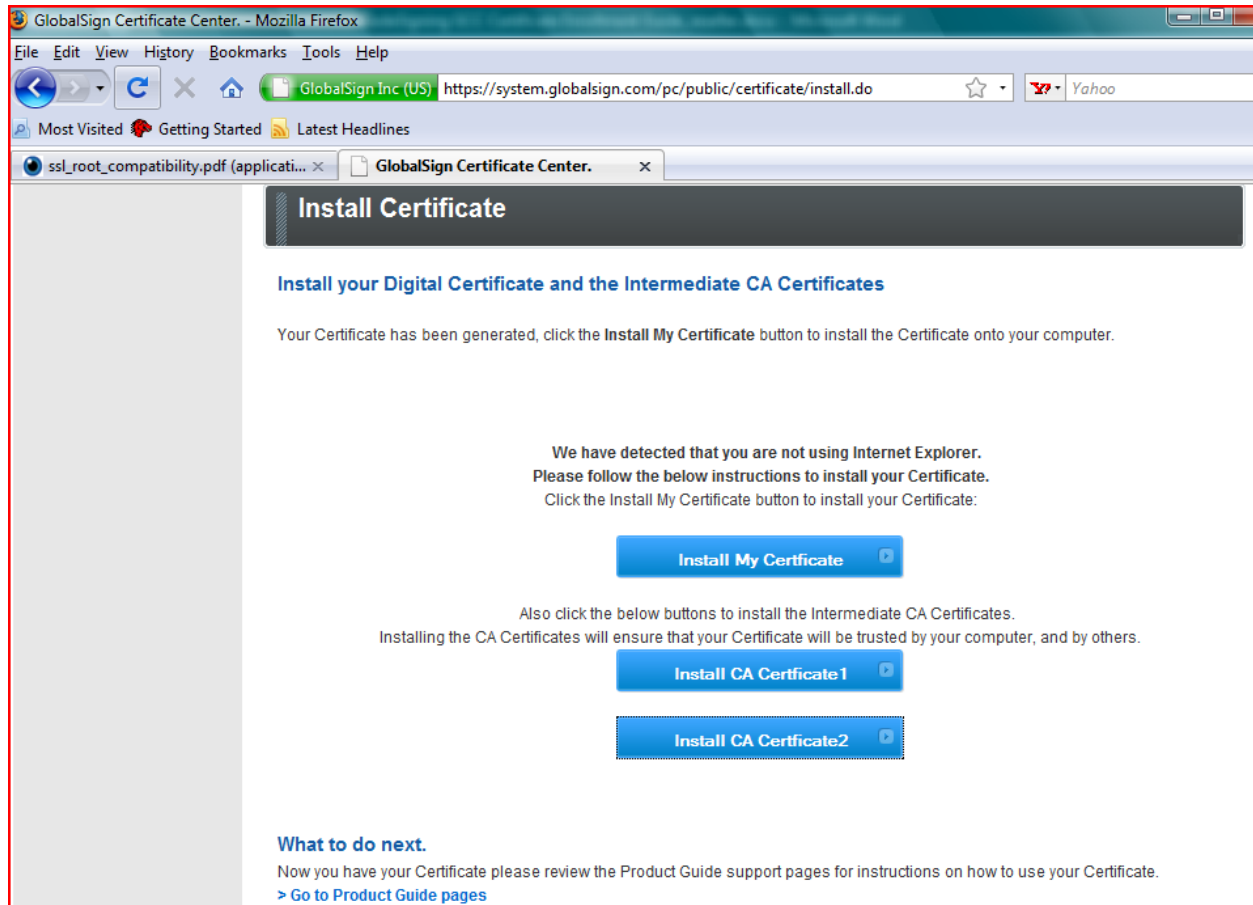 GlobalSign Certificate Center. - Mozilla Firefox
File Edit View History Bookmarks Tools Help
GlobalSign Inc (US) https://system.globalsign.com/pc/public/certificate/install.do Yahoo
Most Visited Getting Started Latest Headlines
ssl_root_compatibility.pdf (applicati... GlobalSign Certificate Center.
Install Certificate
Install your Digital Certificate and the Intermediate CA Certificates
Your Certificate has been generated, click the Install My Certificate button to install the Certificate onto your computer.
We have detected that you are not using Internet Explorer.
Please follow the below instructions to install your Certificate.
Click the Install My Certificate button to install your Certificate:
Install My Certficate
Also click the below buttons to install the Intermediate CA Certificates.
Installing the CA Certificates will ensure that your Certificate will be trusted by your computer, and by others.
Install CA Certficate1
Install CA Certficate2
What to do next.
Now you have your Certificate please review the Product Guide support pages for instructions on how to use your Certificate.
> Go to Product Guide pages